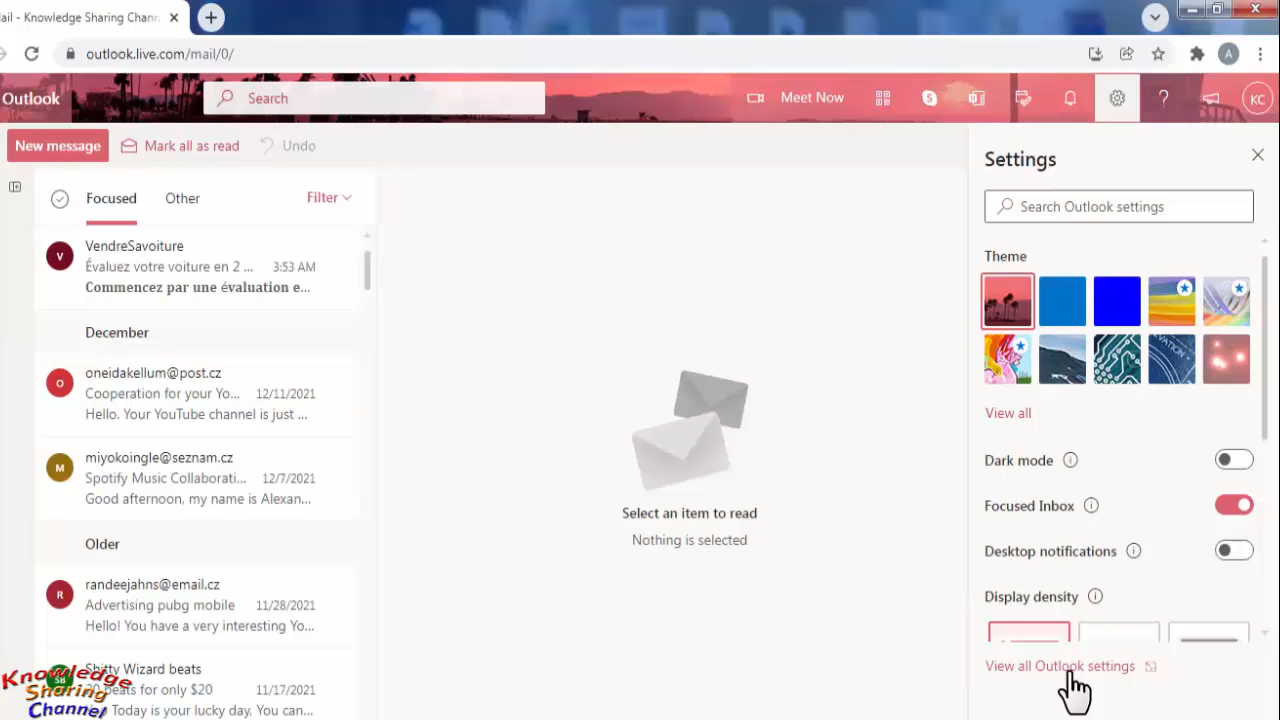 ail - Knowledge Sharing Chann
outlook.live.com/mail/0/
A
Outlook
Search
Meet Now
KC
New message
Mark all as read
Undo
Settings
Focused
Other
Filter
Search Outlook settings
V
VendreSavoiture
Évaluez votre voiture en 2 ... 3:53 AM
Commencez par une évaluation e...
Theme
December
O
oneidakellum@post.cz
Cooperation for your Yo... 12/11/2021
Hello. Your YouTube channel is just ...
View all
M
miyokoingle@seznam.cz
Spotify Music Collaborati... 12/7/2021
Good afternoon, my name is Alexan...
Dark mode
Focused Inbox
Select an item to read
Nothing is selected
Desktop notifications
Older
R
randeejahns@email.cz
Advertising pubg mobile 11/28/2021
Hello! You have a very interesting Yo...
Display density
Shitty Wizard beats
SB
beats for only $20 11/17/2021
Today is your lucky day. You can...
View all Outlook settings
Knowledge
Sharing
Channel